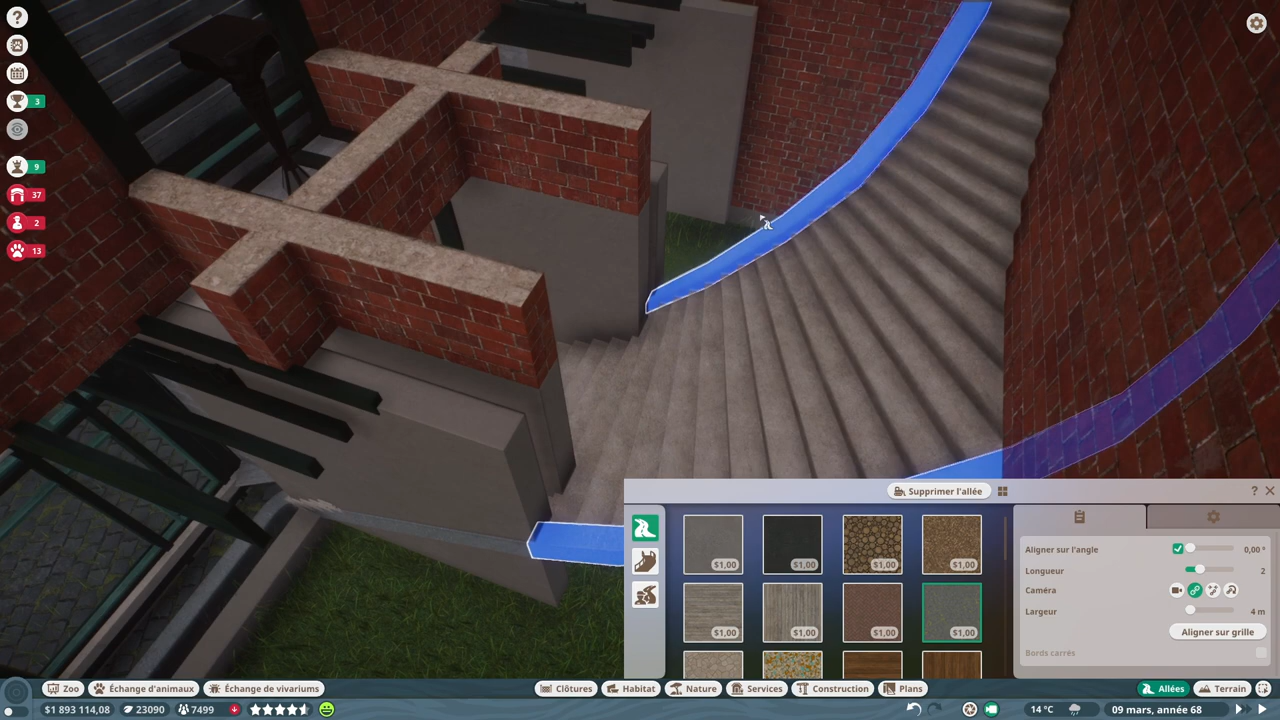 ?
3
9
37
2
13
Supprimer l'allée
?
$1,00 $1,00 $1,00 $1,00
$1,00 $1,00 $1,00 $1,00
Aligner sur l'angle 0,00 °
Longueur 2
Caméra
Largeur 4 m
Aligner sur grille
Bords carrés
Zoo Échange d'animaux Échange de vivariums Clôtures Habitat Nature Services Construction Plans Allées Terrain
$1 893 114,08 23090 7499 14 °C 09 mars, année 68